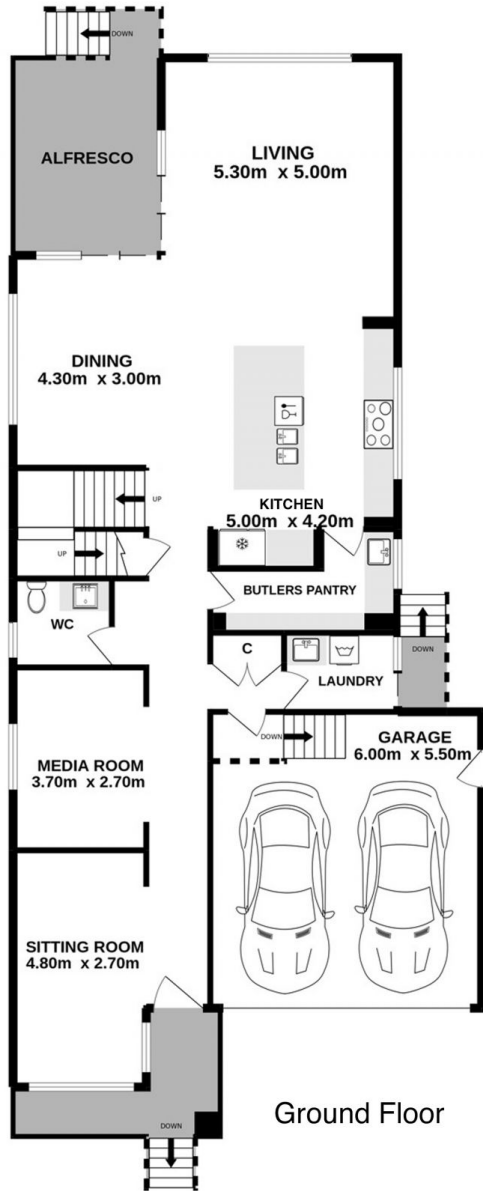 DOWN
ALFRESCO
LIVING
5.30m x 5.00m
DINING
4.30m x 3.00m
KITCHEN
5.00m x 4.20m
UP
UP
BUTLERS PANTRY
WC
C
LAUNDRY
DOWN
DOWN
GARAGE
6.00m x 5.50m
MEDIA ROOM
3.70m x 2.70m
SITTING ROOM
4.80m x 2.70m
DOWN
Ground Floor